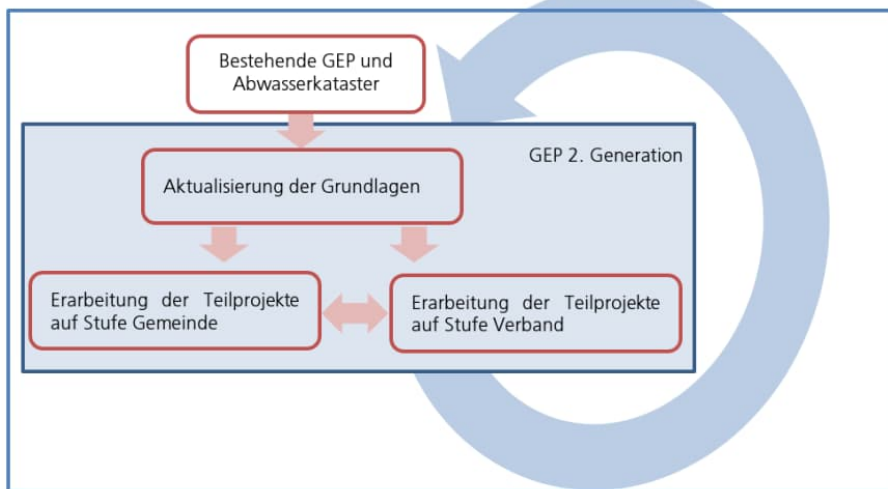 Bestehende GEP und
Abwasserkataster
GEP 2. Generation
Aktualisierung der Grundlagen
Erarbeitung der Teilprojekte
auf Stufe Gemeinde
Erarbeitung der Teilprojekte
auf Stufe Verband